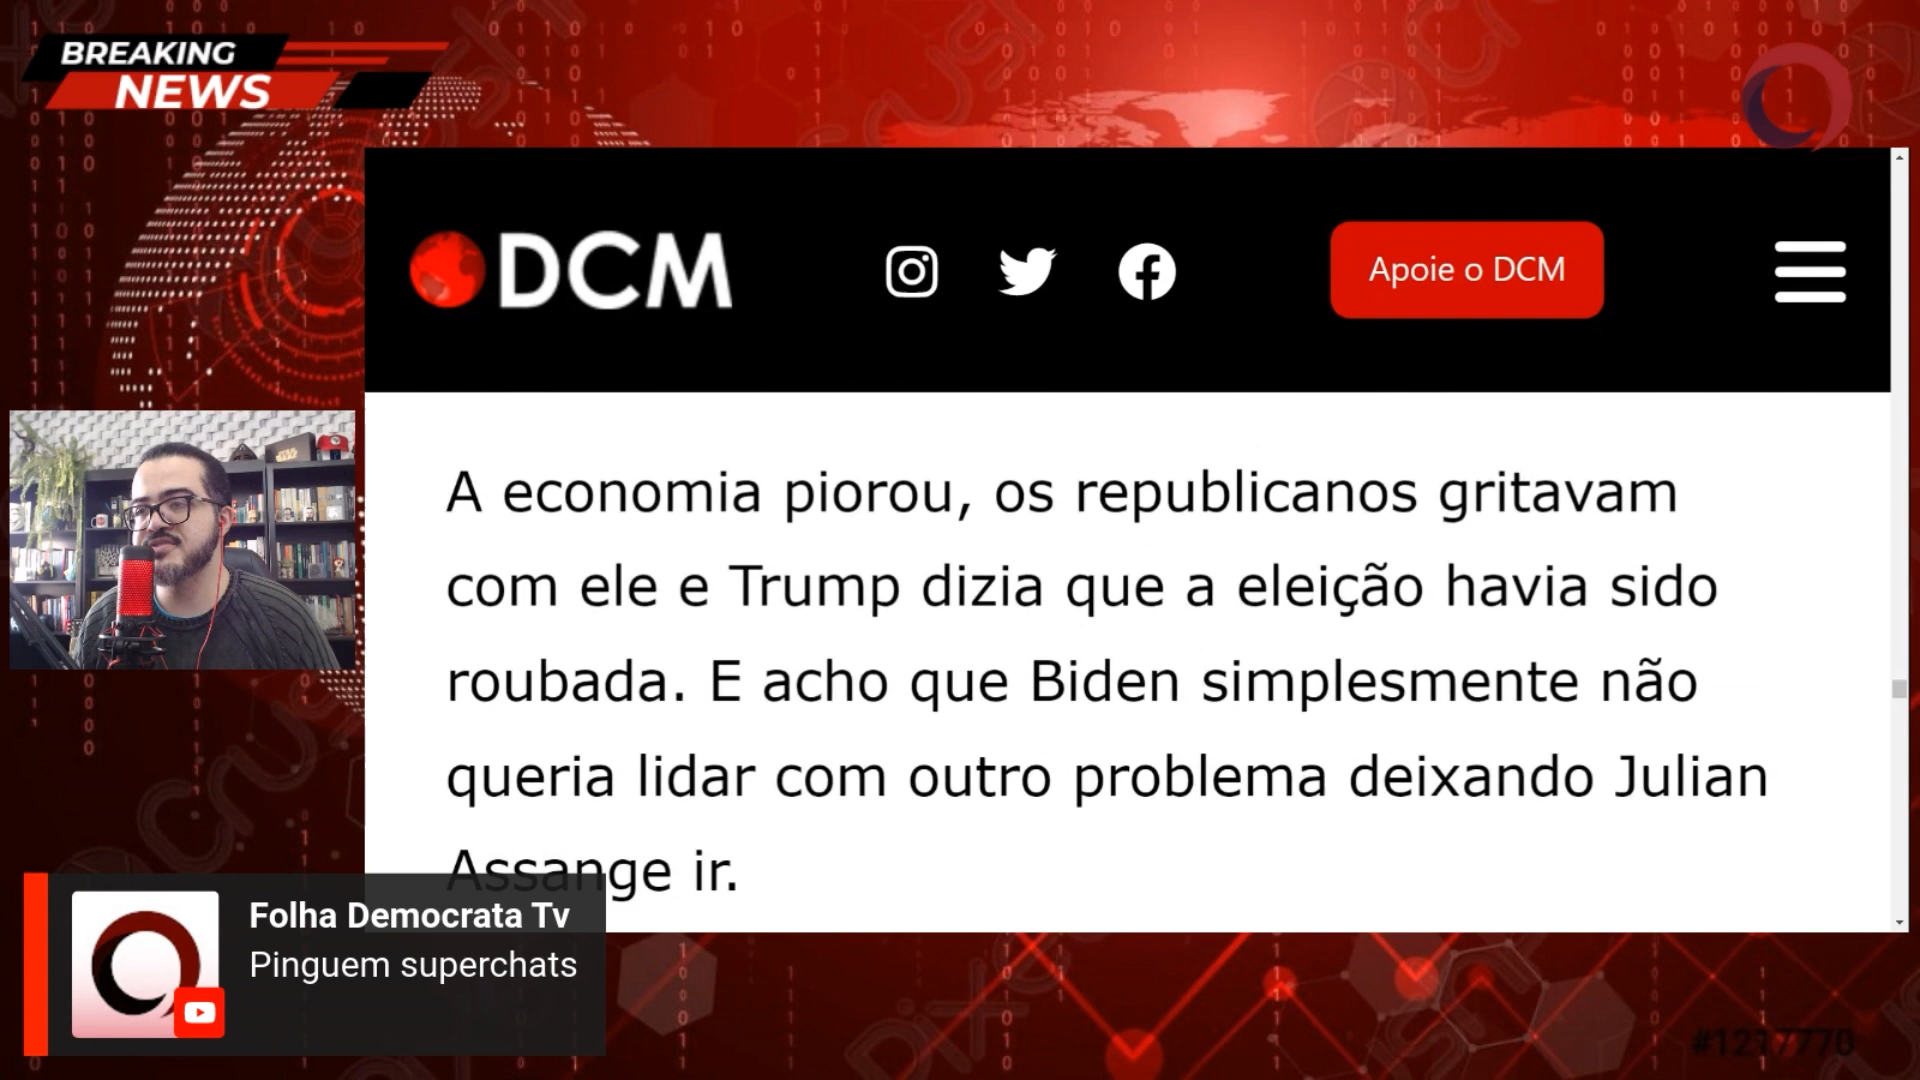 BREAKING
NEWS
DCM
Apoie o DCM
A economia piorou, os republicanos gritavam
com ele e Trump dizia que a eleição havia sido
roubada. E acho que Biden simplesmente não
queria lidar com outro problema deixando Julian
Assange ir.
Folha Democrata Tv
Pinguem superchats
#1217770